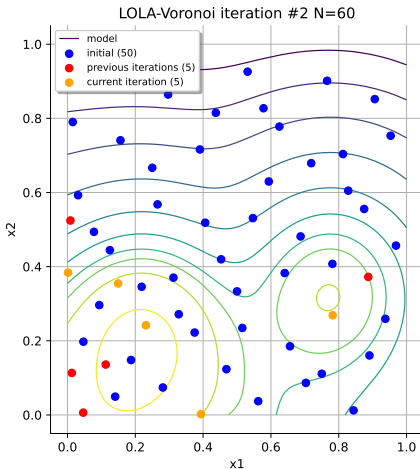 LOLA-Voronoi iteration #2 N=60
model
initial (50)
previous iterations (5)
current iteration (5)
x2
1.0
0.8
0.6
0.4
0.2
0.0
0.0 0.2 0.4 0.6 0.8 1.0
x1